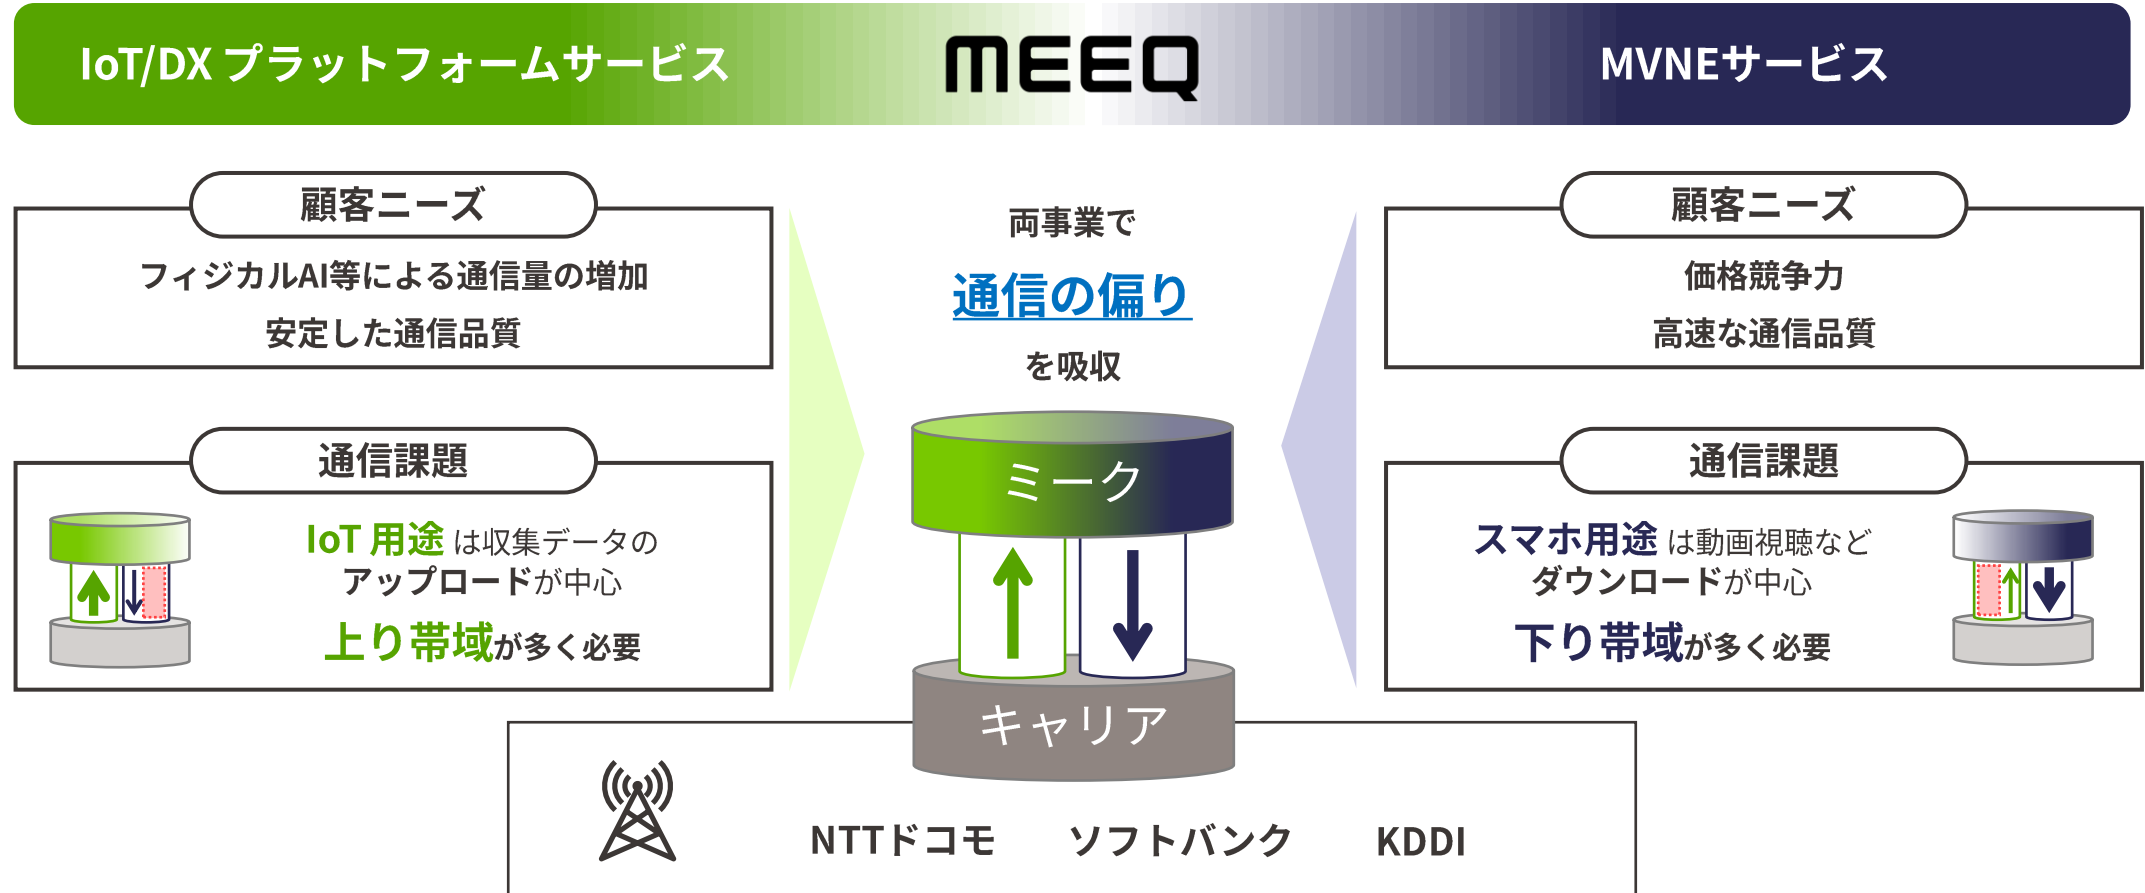 IoT/DX プラットフォームサービス
MEEQ
MVNEサービス
顧客ニーズ
フィジカルAI等による通信量の増加
安定した通信品質
通信課題
IoT 用途 は収集データの
アップロードが中心
上り帯域が多く必要
両事業で
通信の偏り
を吸収
ミーク
キャリア
顧客ニーズ
価格競争力
高速な通信品質
通信課題
スマホ用途 は動画視聴など
ダウンロードが中心
下り帯域が多く必要
NTTドコモ
ソフトバンク
KDDI